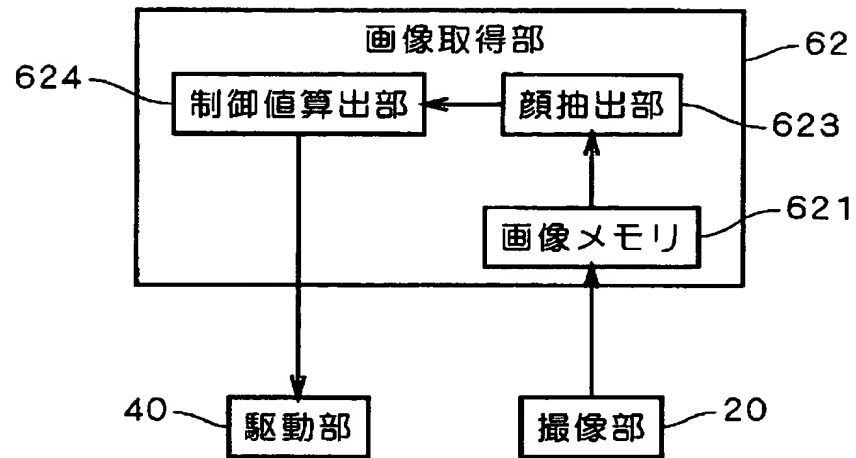 画像取得部
62
624
制御値算出部
顔抽出部
623
画像メモリ
621
40
駆動部
撮像部
20